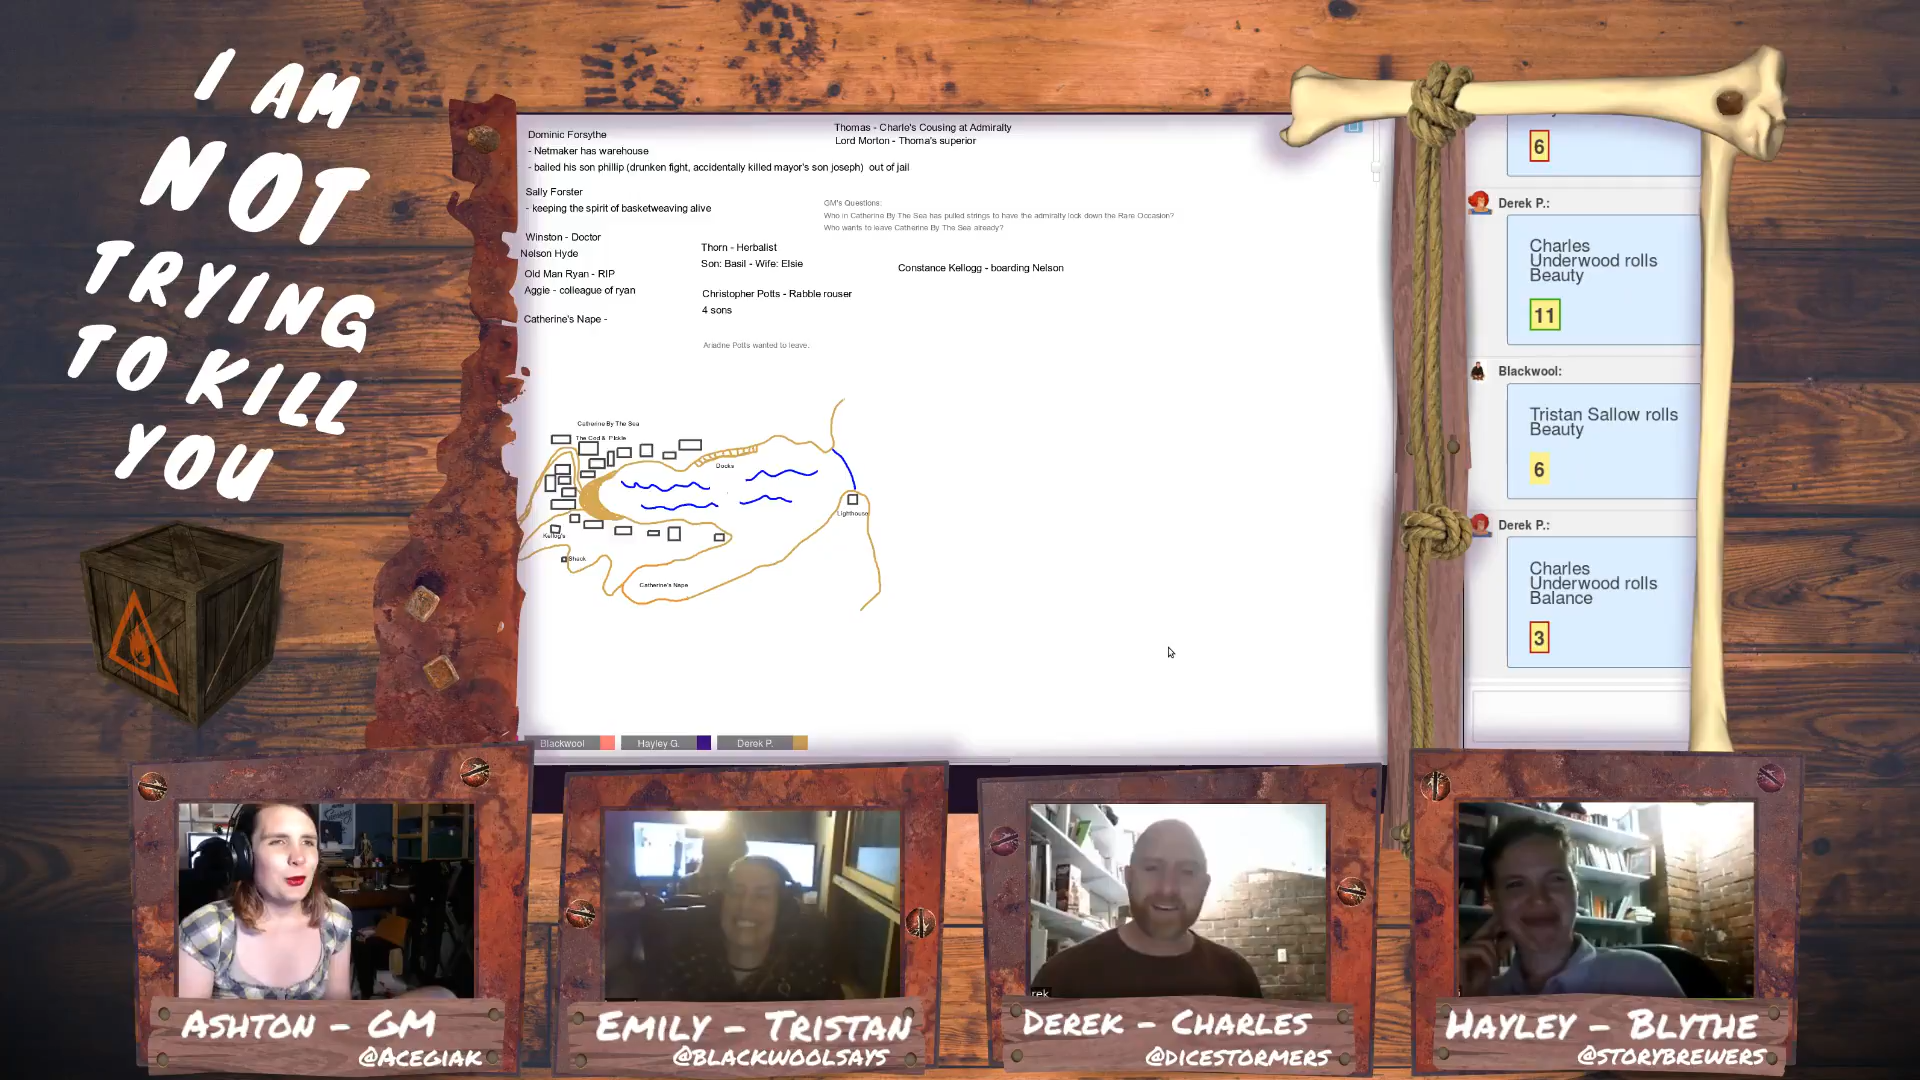 I AM
NOT
TRYING
TO KILL
YOU
Dominic Forsythe
- Netmaker has warehouse
- bailed his son phillip (drunken fight, accidentally killed mayor's son joseph) out of jail
Thomas - Charle's Cousing at Admiralty
Lord Morton - Thoma's superior
Sally Forster
- keeping the spirit of basketweaving alive
GM's Questions:
Who in Catherine By The Sea has pulled strings to have the admiralty lock down the Rare Occasion?
Who wants to leave Catherine By The Sea already?
Winston - Doctor
Nelson Hyde
Old Man Ryan - RIP
Aggie - colleague of ryan
Catherine's Nape -
Thorn - Herbalist
Son: Basil - Wife: Elsie
Christopher Potts - Rabble rouser
4 sons
Ariadne Potts wanted to leave.
Constance Kellogg - boarding Nelson
Catherine By The Sea
The Cod & Pickle
Docks
Lighthouse
Kellog's
Shack
Catherine's Nape
Blackwool
Hayley G.
Derek P.
6
Derek P.:
Charles
Underwood rolls
Beauty
11
Blackwool:
Tristan Sallow rolls
Beauty
6
Derek P.:
Charles
Underwood rolls
Balance
3
rek
ASHTON - GM
@ACEGIAK
EMILY - TRISTAN
@BLACKWOOLSAYS
DEREK - CHARLES
@DICESTORMERS
HAYLEY - BLYTHE
@STORYBREWERS